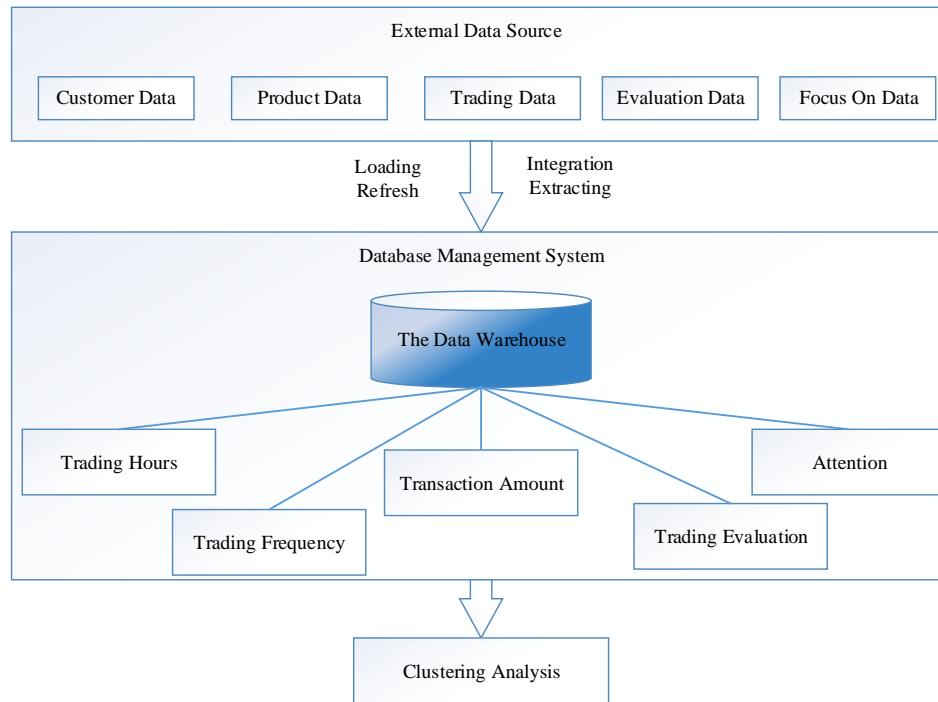 External Data Source
Customer Data
Product Data
Trading Data
Evaluation Data
Focus On Data
Loading
Refresh
Integration
Extracting
Database Management System
The Data Warehouse
Trading Hours
Transaction Amount
Attention
Trading Frequency
Trading Evaluation
Clustering Analysis